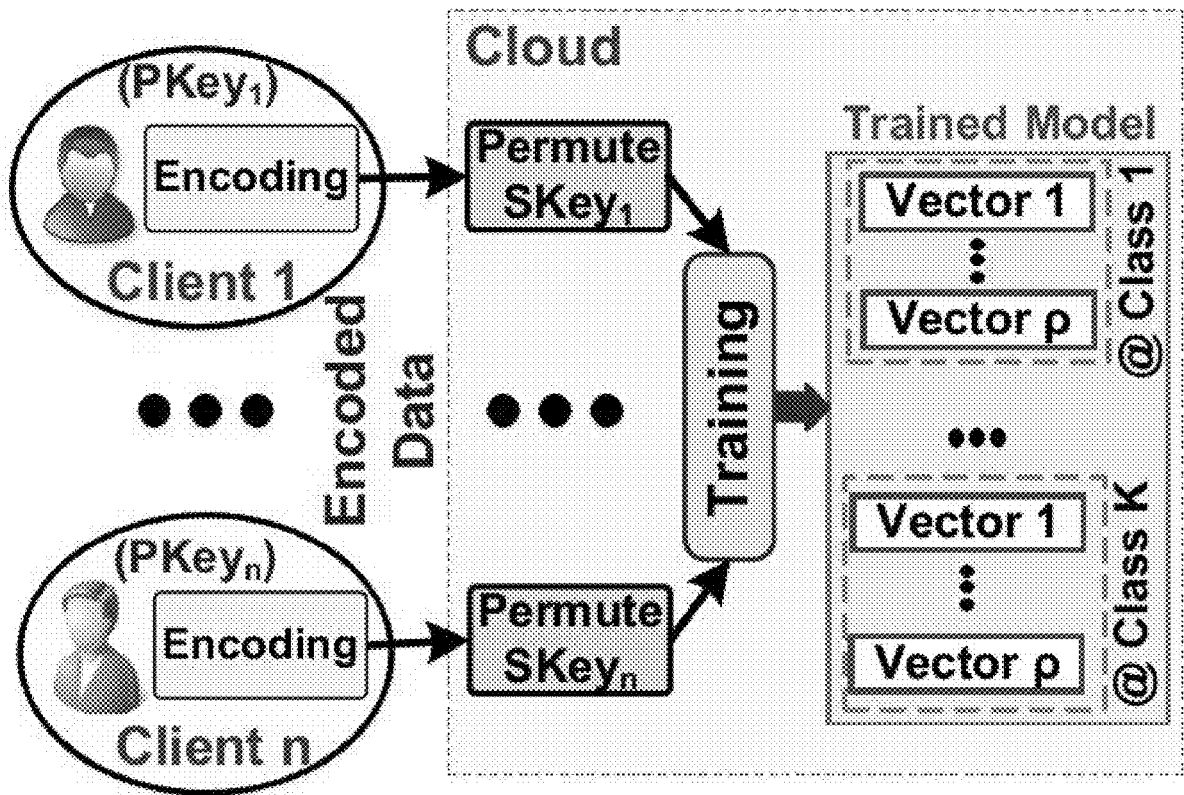 Cloud
(PKey₁)
Encoding
Client 1
Permute
SKey₁
Encoded
Data
Training
Trained Model
Vector 1
Vector ρ
@ Class 1
(PKeyₙ)
Encoding
Client n
Permute
SKeyₙ
Vector 1
Vector ρ
@ Class K